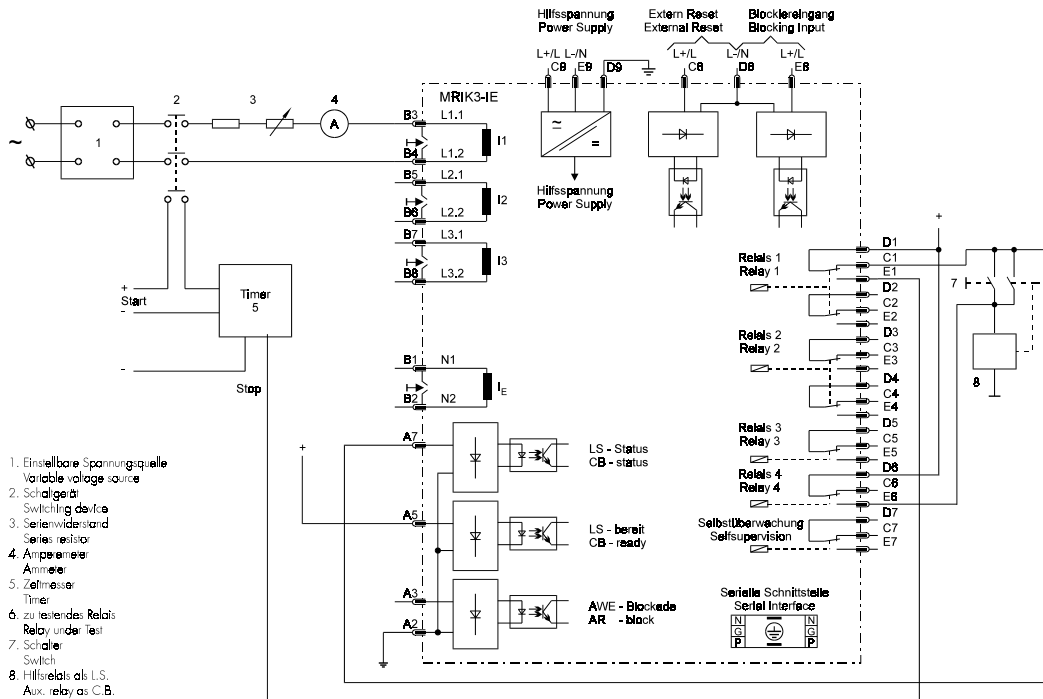 Hilfsspannung
Power Supply
Extern Reset
External Reset
Blockiereingang
Blocking Input
L+/L L-/N
C9 E9 D9
L+/L
C8
L-/N
D8
L+/L
E8
MRIK3-IE
2
3
4
A
1
~
B3 L1.1
I1
B4 L1.2
B5 L2.1
I2
B6 L2.2
B7 L3.1
I3
B8 L3.2
≃
=
Hilfsspannung
Power Supply
+
Start
-
-
Timer
5
Stop
B1 N1
IE
B2 N2
A7
LS - Status
CB - status
+
A5
LS - bereit
CB - ready
A3
AWE - Blockade
AR - block
A2
Relais 1
Relay 1
Relais 2
Relay 2
Relais 3
Relay 3
Relais 4
Relay 4
Selbstüberwachung
Selfsupervision
+
D1
C1
E1
D2
C2
E2
D3
C3
E3
D4
C4
E4
D5
C5
E5
D6
C6
E6
D7
C7
E7
7
8
Serielle Schnittstelle
Serial Interface
N N
G G
P P
1. Einstellbare Spannungsquelle
Variable voltage source
2. Schaltgerät
Switching device
3. Serienwiderstand
Series resistor
4. Amperemeter
Ammeter
5. Zeitmesser
Timer
6. zu testendes Relais
Relay under Test
7. Schalter
Switch
8. Hilfsrelais als L.S.
Aux. relay as C.B.